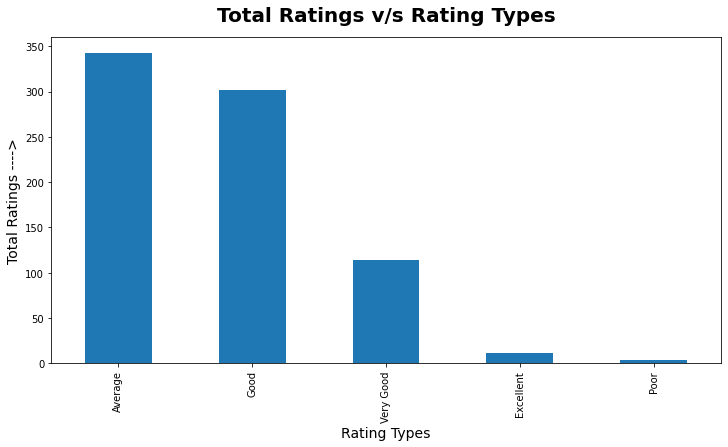 Total Ratings v/s Rating Types
Total Ratings ---->
350
300
250
200
150
100
50
0
Average
Good
Very Good
Excellent
Poor
Rating Types